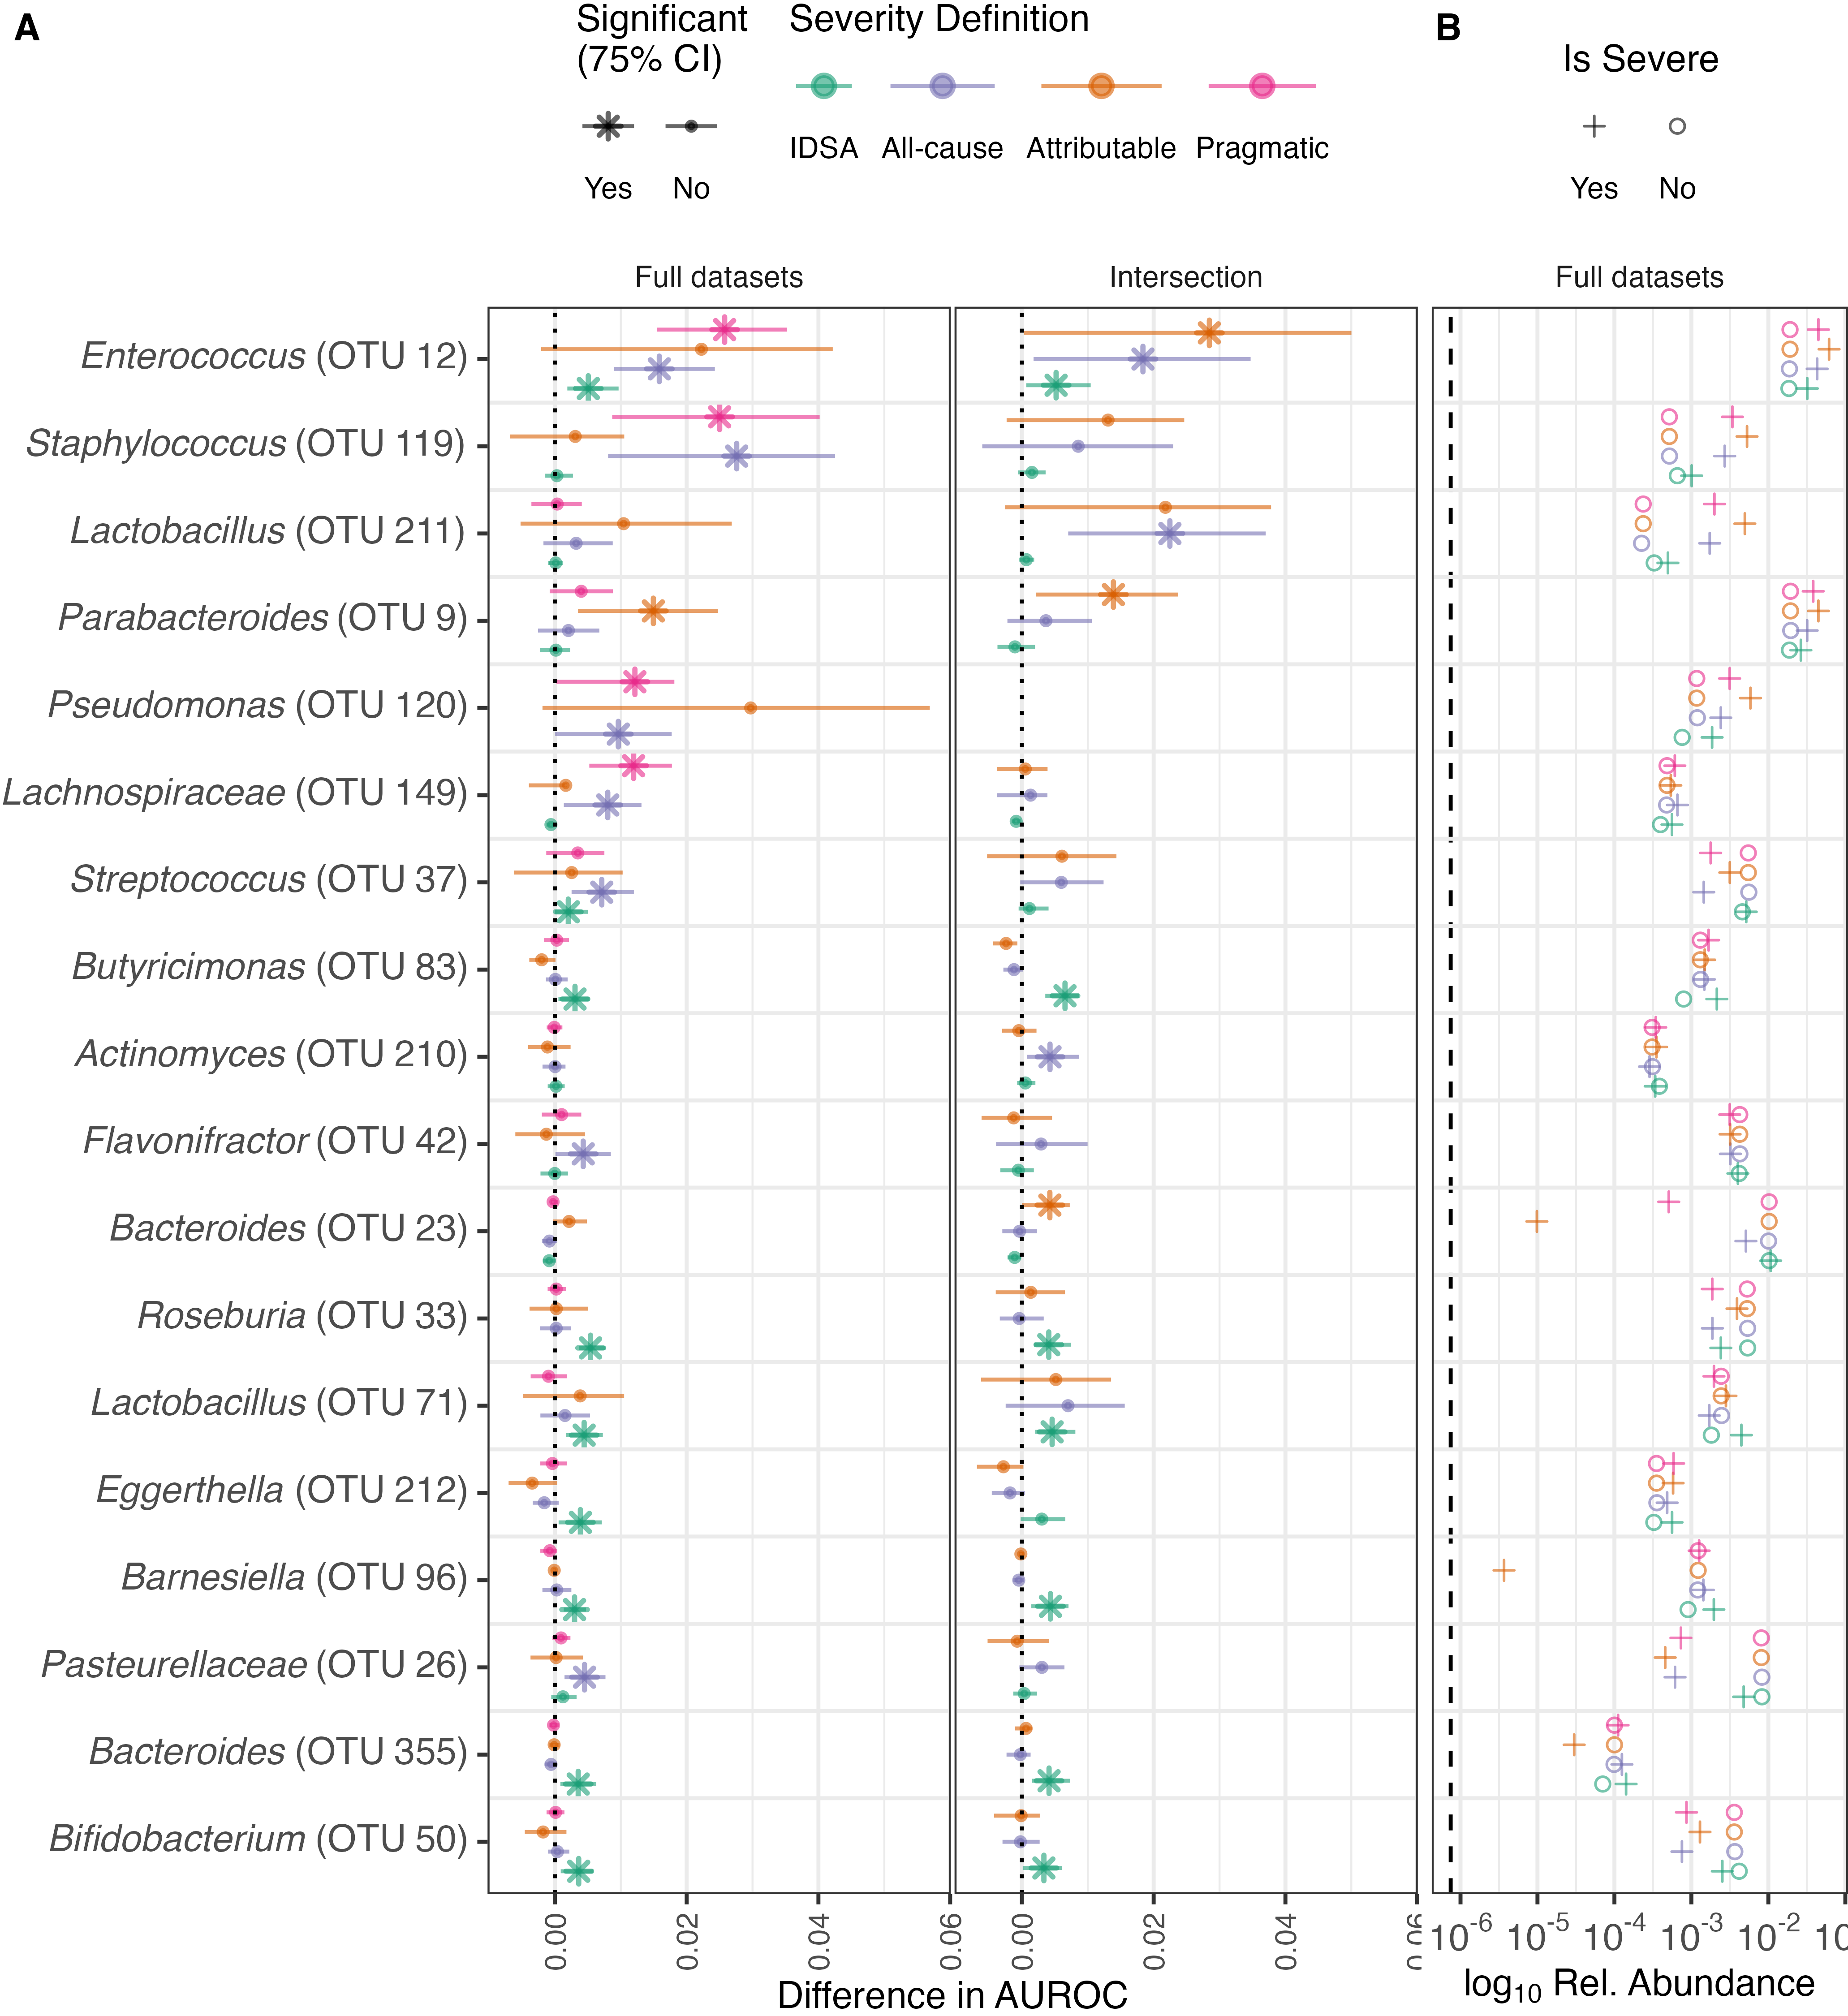 A
Significant
(75% CI)
Yes
No
Severity Definition
IDSA
All-cause
Attributable
Pragmatic
B
Is Severe
Yes
No
Full datasets
Intersection
Full datasets
Enterococcus (OTU 12)
Staphylococcus (OTU 119)
Lactobacillus (OTU 211)
Parabacteroides (OTU 9)
Pseudomonas (OTU 120)
Lachnospiraceae (OTU 149)
Streptococcus (OTU 37)
Butyricimonas (OTU 83)
Actinomyces (OTU 210)
Flavonifractor (OTU 42)
Bacteroides (OTU 23)
Roseburia (OTU 33)
Lactobacillus (OTU 71)
Eggerthella (OTU 212)
Barnesiella (OTU 96)
Pasteurellaceae (OTU 26)
Bacteroides (OTU 355)
Bifidobacterium (OTU 50)
0.00
0.02
0.04
0.06
0.00
0.02
0.04
10⁻⁶
10⁻⁵
10⁻⁴
10⁻³
10⁻²
Difference in AUROC
log₁₀ Rel. Abundance